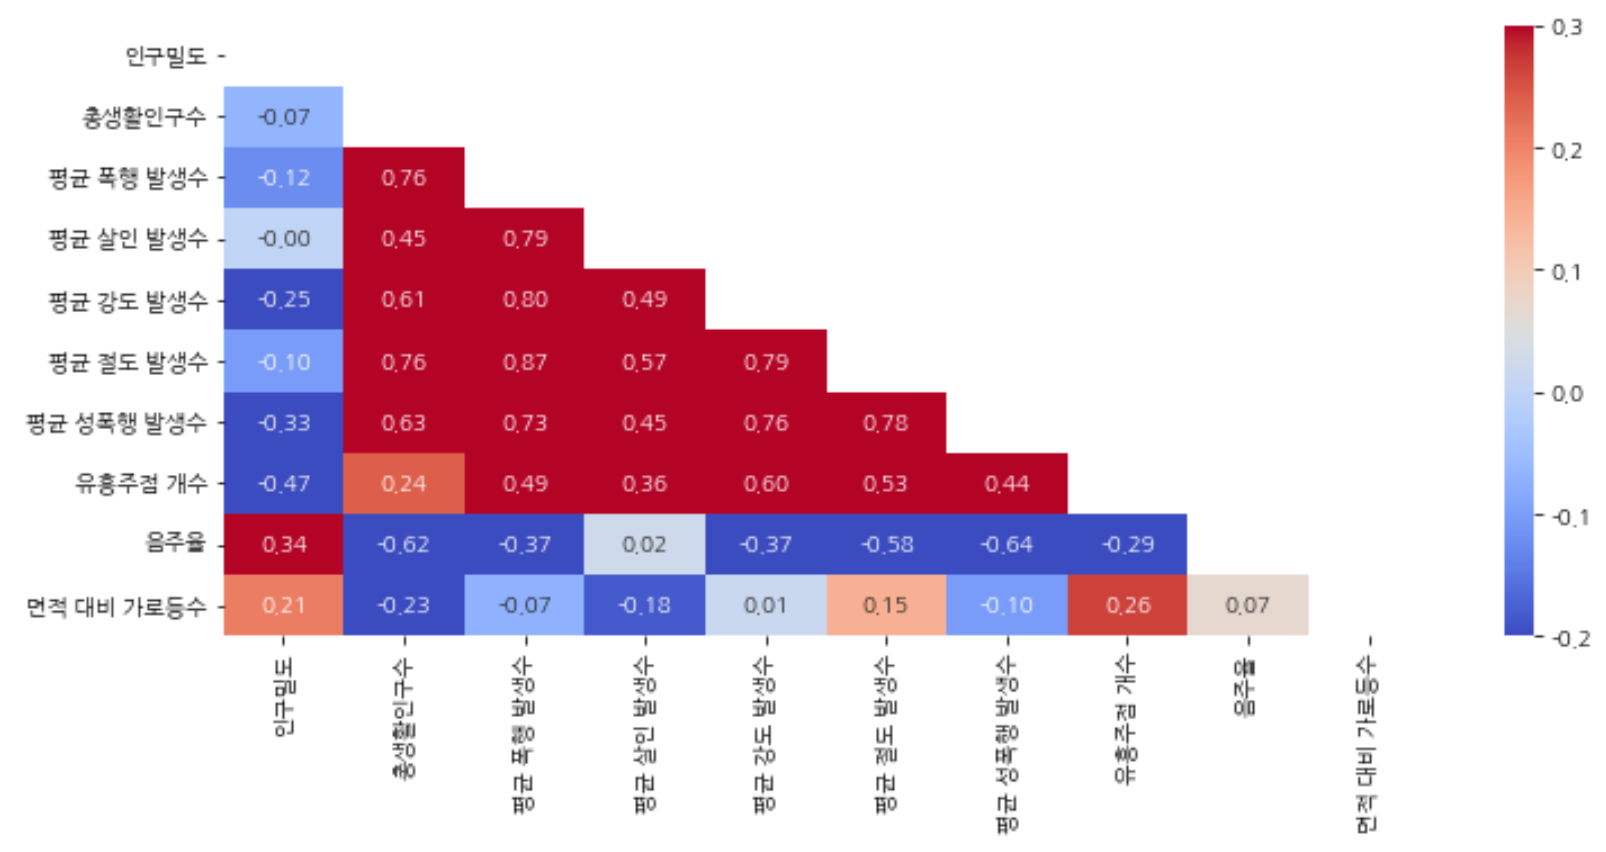 인구밀도
총생활인구수 -0.07
평균 폭행 발생수 -0.12 0.76
평균 살인 발생수 -0.00 0.45 0.79
평균 강도 발생수 -0.25 0.61 0.80 0.49
평균 절도 발생수 -0.10 0.76 0.87 0.57 0.79
평균 성폭행 발생수 -0.33 0.63 0.73 0.45 0.76 0.78
유흥주점 개수 -0.47 0.24 0.49 0.36 0.60 0.53 0.44
음주율 0.34 -0.62 -0.37 0.02 -0.37 -0.58 -0.64 -0.29
면적 대비 가로등수 0.21 -0.23 -0.07 -0.18 0.01 0.15 -0.10 0.26 0.07
인구밀도
총생활인구수
평균 폭행 발생수
평균 살인 발생수
평균 강도 발생수
평균 절도 발생수
평균 성폭행 발생수
유흥주점 개수
음주율
면적 대비 가로등수
0.3
0.2
0.1
0.0
-0.1
-0.2